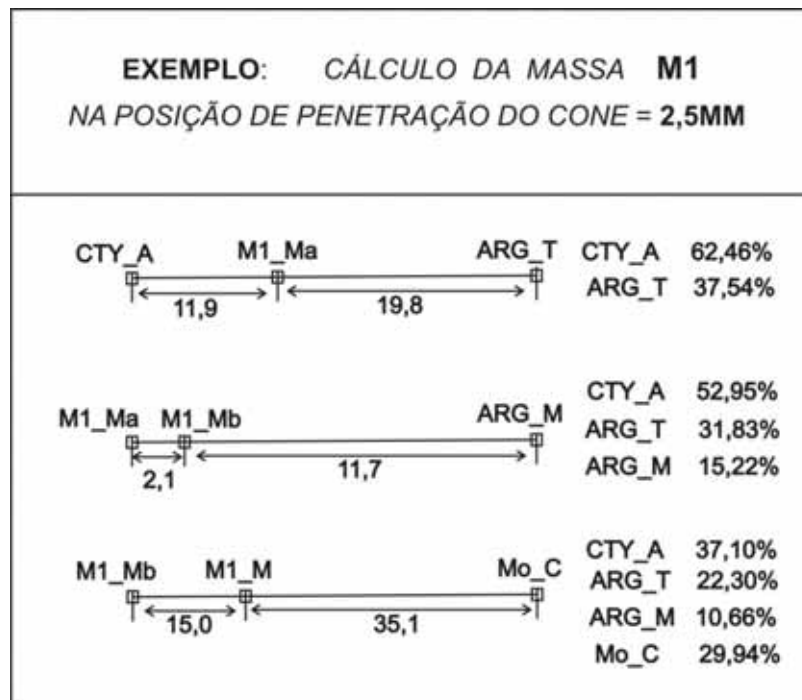 EXEMPLO: CÁLCULO DA MASSA M1
NA POSIÇÃO DE PENETRAÇÃO DO CONE = 2,5MM
CTY_A M1_Ma ARG_T
11,9 19,8
CTY_A 62,46%
ARG_T 37,54%
M1_Ma M1_Mb ARG_M
2,1 11,7
CTY_A 52,95%
ARG_T 31,83%
ARG_M 15,22%
M1_Mb M1_M Mo_C
15,0 35,1
CTY_A 37,10%
ARG_T 22,30%
ARG_M 10,66%
Mo_C 29,94%